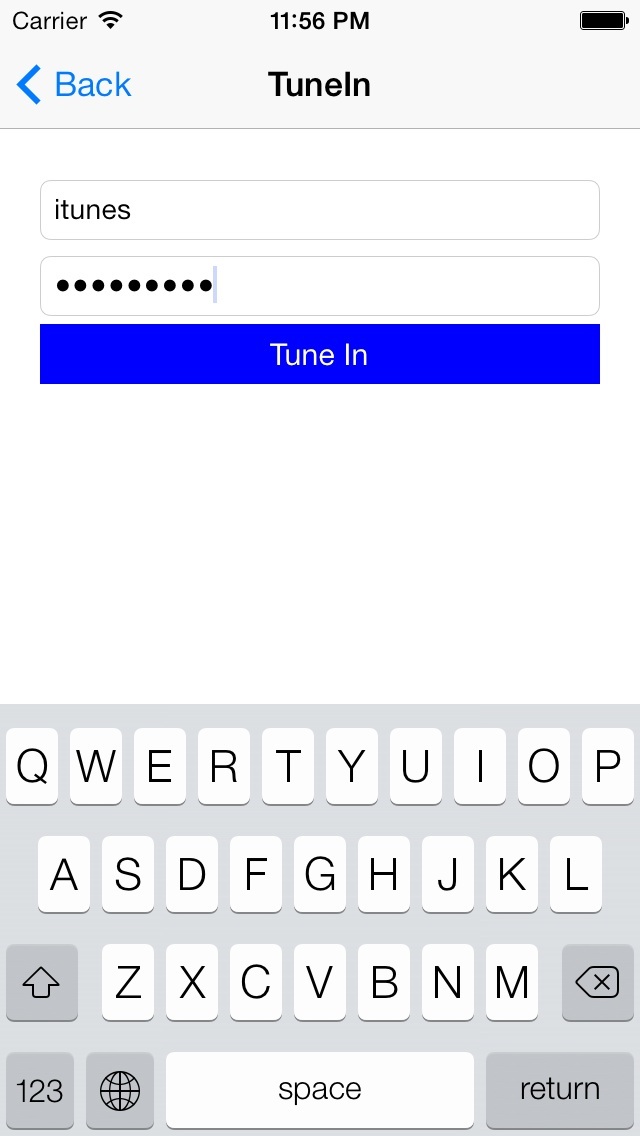 Carrier 11:56 PM
Back TuneIn
itunes
•••••••••
Tune In
Q W E R T Y U I O P
A S D F G H J K L
Z X C V B N M
123 space return